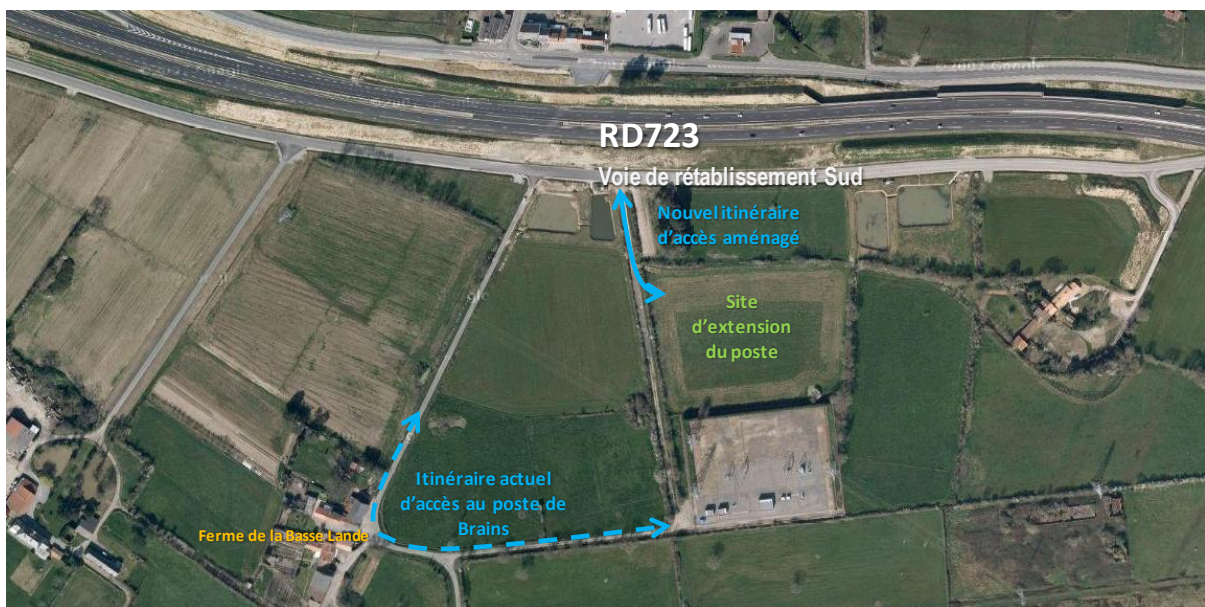 RD723
Voie de rétablissement Sud
Nouvel itinéraire
d'accès aménagé
Site
d'extension
du poste
Itinéraire actuel
d'accès au poste de
Brains
Ferme de la Basse Lande